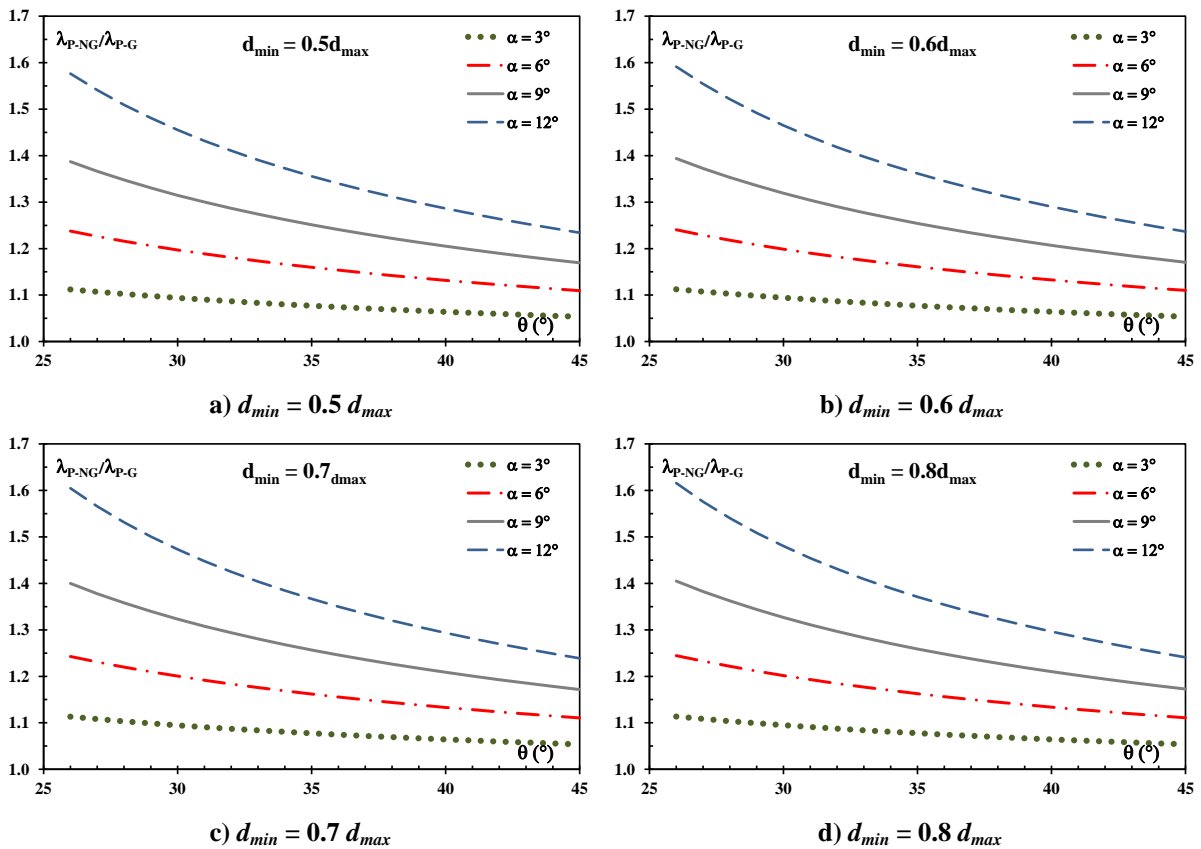 1.7
λP-NG/λP-G
dmin = 0.5dmax
α = 3°
1.6
α = 6°
1.5
α = 9°
α = 12°
1.4
1.3
1.2
1.1
θ (°)
1.0
25 30 35 40 45
a) dmin = 0.5 dmax
1.7
λP-NG/λP-G
dmin = 0.6dmax
α = 3°
1.6
α = 6°
1.5
α = 9°
α = 12°
1.4
1.3
1.2
1.1
θ (°)
1.0
25 30 35 40 45
b) dmin = 0.6 dmax
1.7
λP-NG/λP-G
dmin = 0.7dmax
α = 3°
1.6
α = 6°
1.5
α = 9°
α = 12°
1.4
1.3
1.2
1.1
θ (°)
1.0
25 30 35 40 45
c) dmin = 0.7 dmax
1.7
λP-NG/λP-G
dmin = 0.8dmax
α = 3°
1.6
α = 6°
1.5
α = 9°
α = 12°
1.4
1.3
1.2
1.1
θ (°)
1.0
25 30 35 40 45
d) dmin = 0.8 dmax